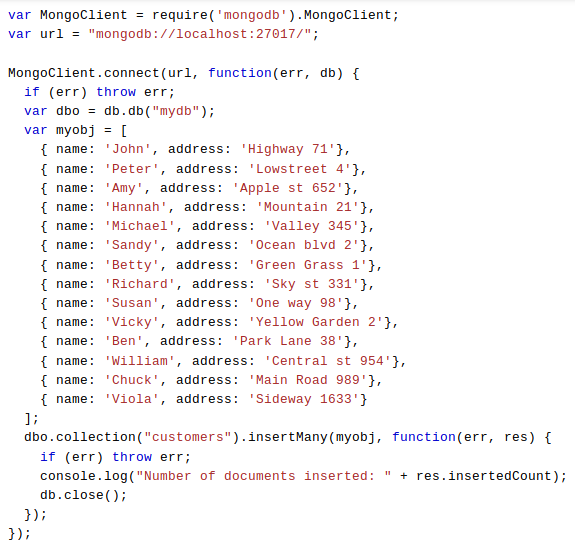 var MongoClient = require('mongodb').MongoClient;
var url = "mongodb://localhost:27017/";

MongoClient.connect(url, function(err, db) {
  if (err) throw err;
  var dbo = db.db("mydb");
  var myobj = [
    { name: 'John', address: 'Highway 71'},
    { name: 'Peter', address: 'Lowstreet 4'},
    { name: 'Amy', address: 'Apple st 652'},
    { name: 'Hannah', address: 'Mountain 21'},
    { name: 'Michael', address: 'Valley 345'},
    { name: 'Sandy', address: 'Ocean blvd 2'},
    { name: 'Betty', address: 'Green Grass 1'},
    { name: 'Richard', address: 'Sky st 331'},
    { name: 'Susan', address: 'One way 98'},
    { name: 'Vicky', address: 'Yellow Garden 2'},
    { name: 'Ben', address: 'Park Lane 38'},
    { name: 'William', address: 'Central st 954'},
    { name: 'Chuck', address: 'Main Road 989'},
    { name: 'Viola', address: 'Sideway 1633'}
  ];
  dbo.collection("customers").insertMany(myobj, function(err, res) {
    if (err) throw err;
    console.log("Number of documents inserted: " + res.insertedCount);
    db.close();
  });
});